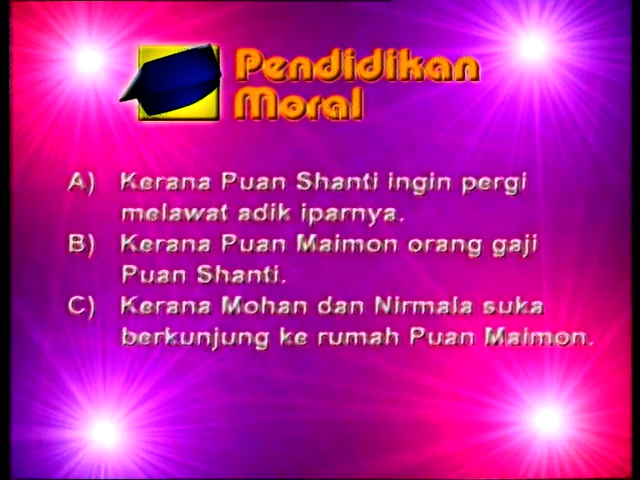 Pendidikan
Moral
A) Kerana Puan Shanti ingin pergi
melawat adik iparnya.
B) Kerana Puan Maimon orang gaji
Puan Shanti.
C) Kerana Mohan dan Nirmala suka
berkunjung ke rumah Puan Maimon.